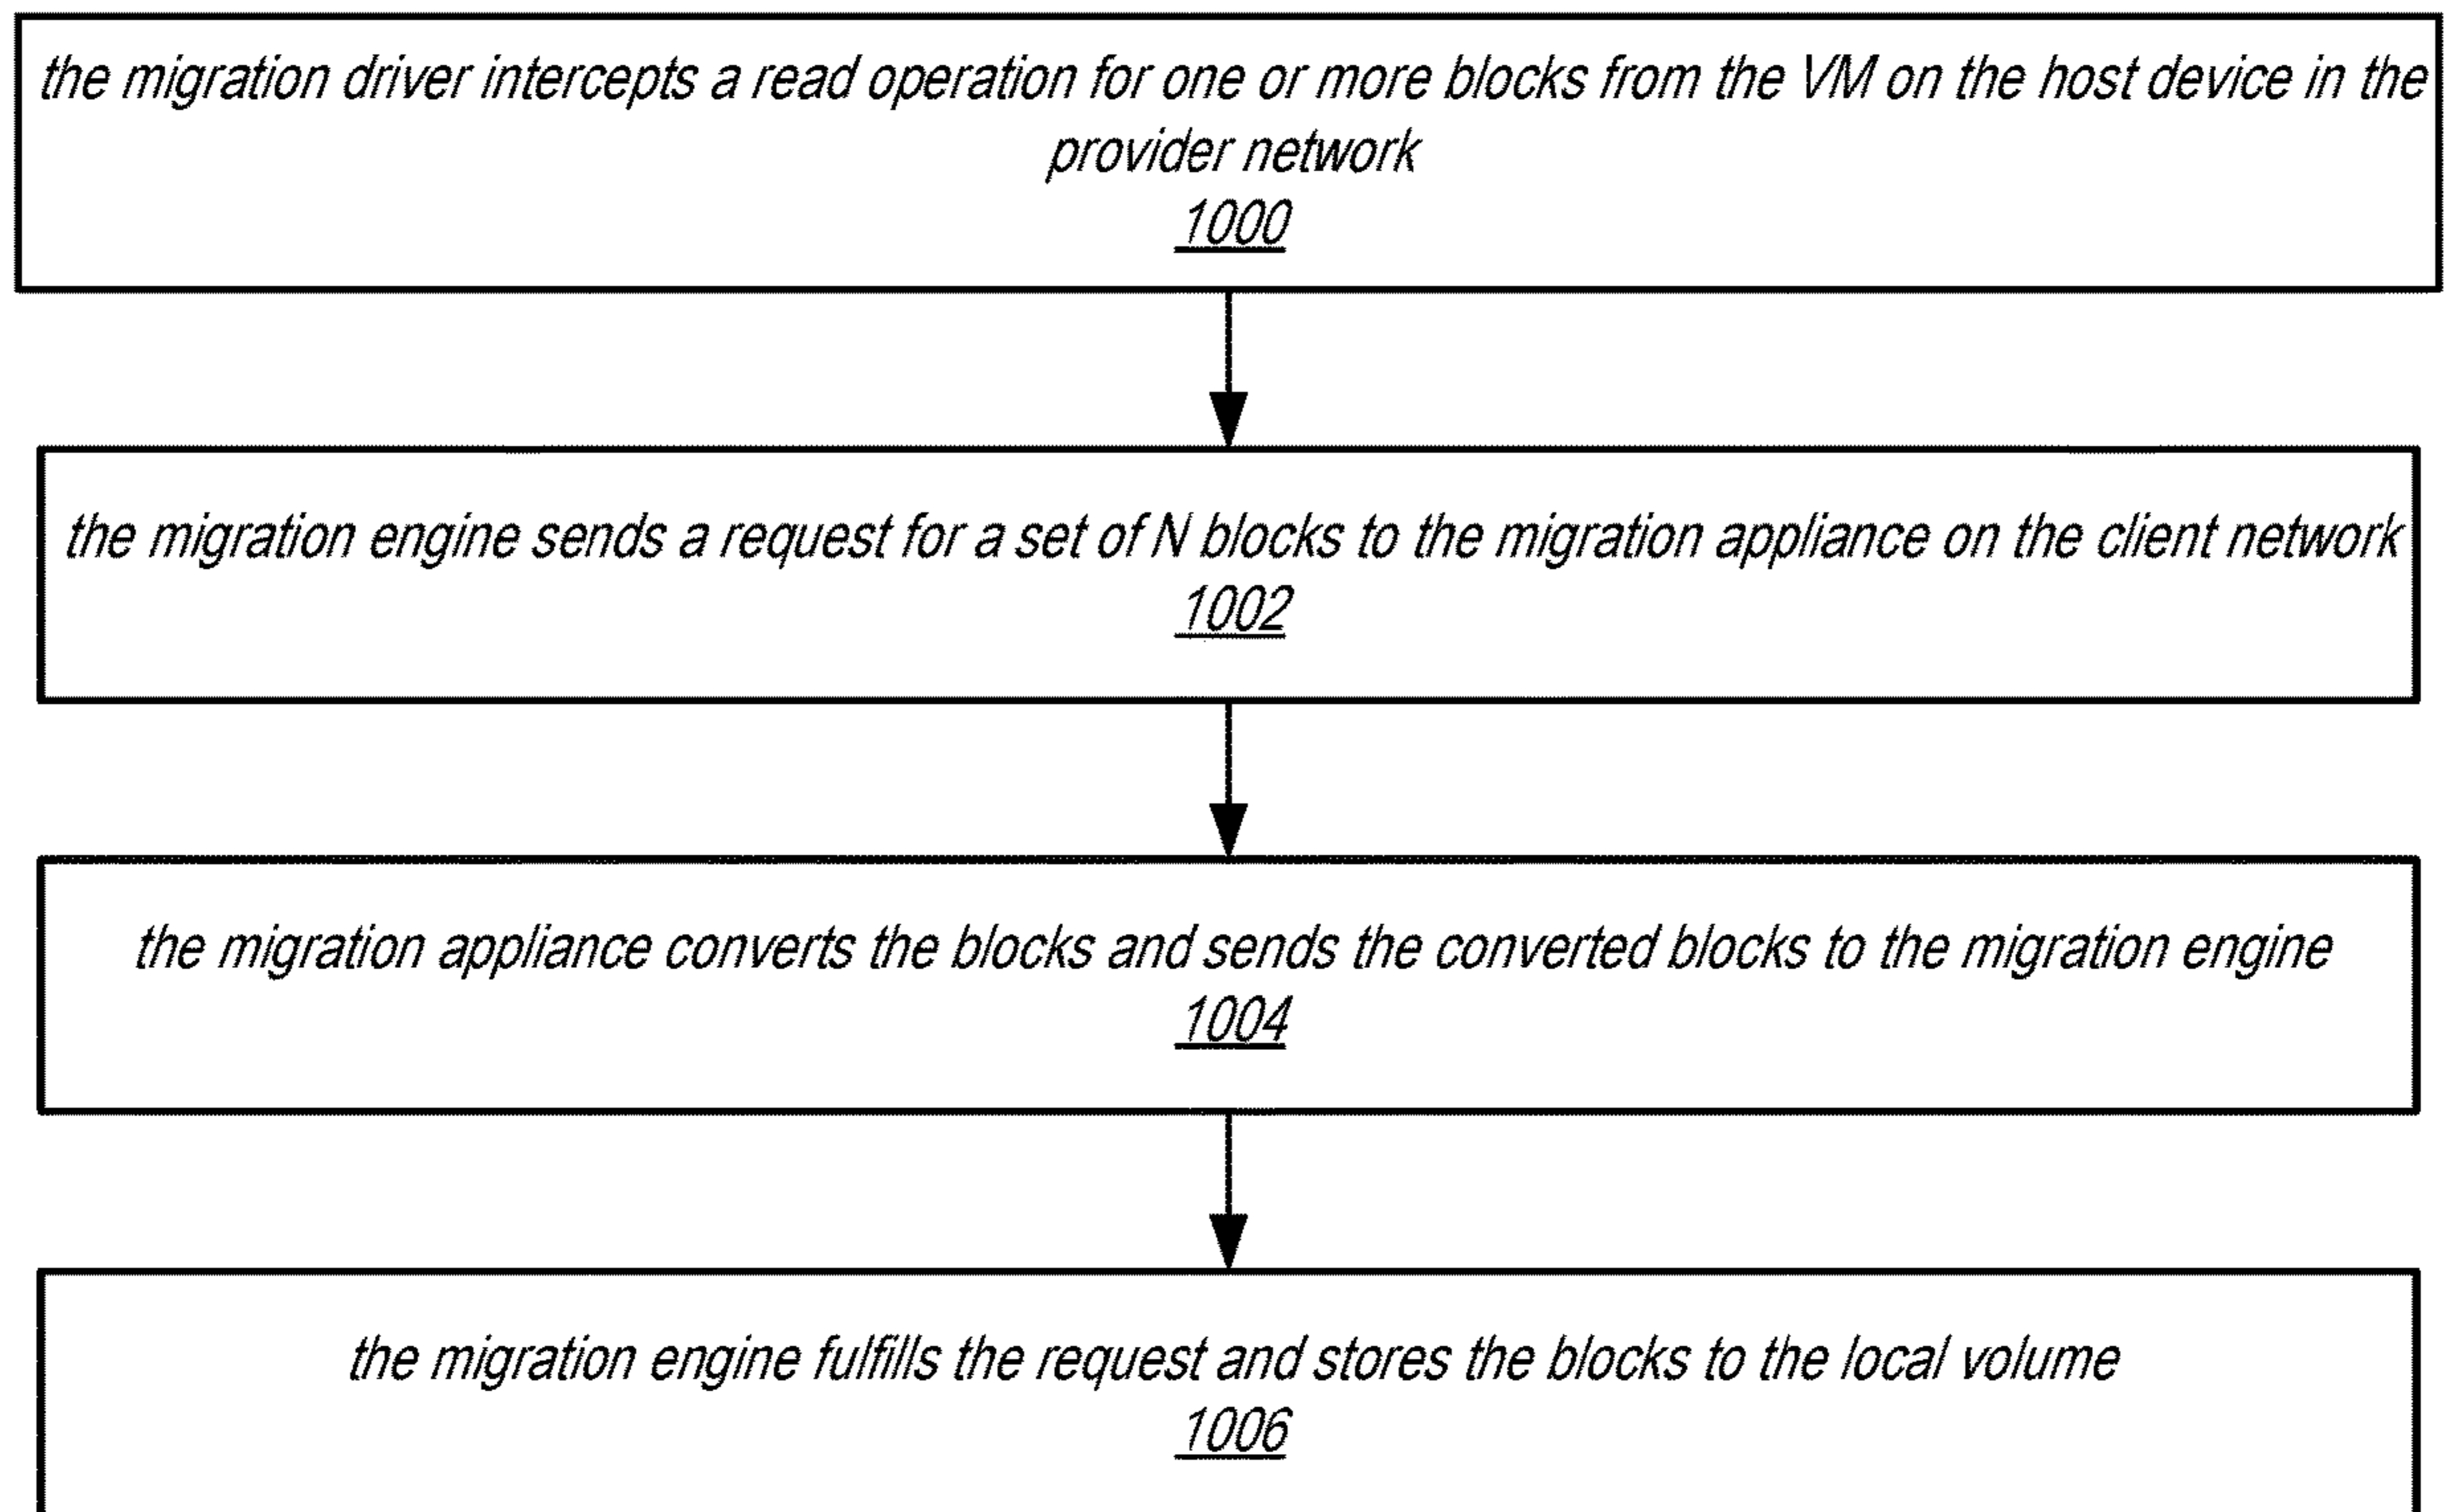 the migration driver intercepts a read operation for one or more blocks from the VM on the host device in the
provider network
1000
the migration engine sends a request for a set of N blocks to the migration appliance on the client network
1002
the migration appliance converts the blocks and sends the converted blocks to the migration engine
1004
the migration engine fulfills the request and stores the blocks to the local volume
1006